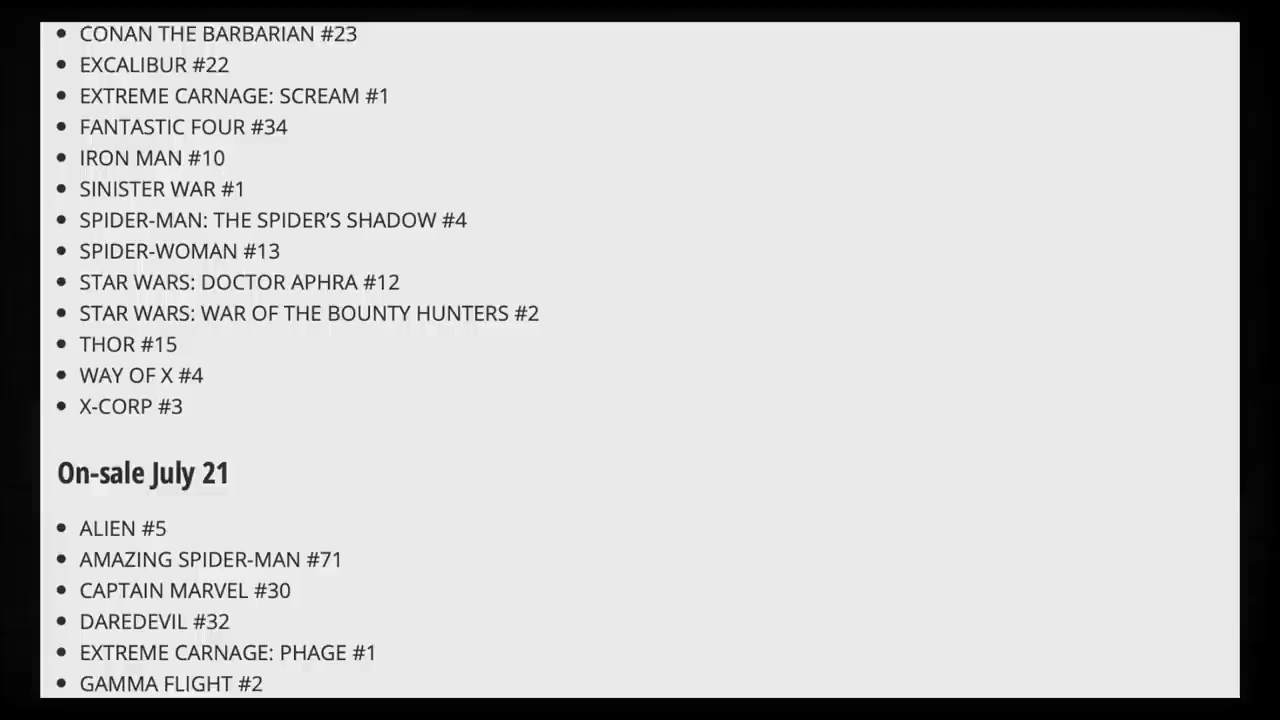 CONAN THE BARBARIAN #23
EXCALIBUR #22
EXTREME CARNAGE: SCREAM #1
FANTASTIC FOUR #34
IRON MAN #10
SINISTER WAR #1
SPIDER-MAN: THE SPIDER’S SHADOW #4
SPIDER-WOMAN #13
STAR WARS: DOCTOR APHRA #12
STAR WARS: WAR OF THE BOUNTY HUNTERS #2
THOR #15
WAY OF X #4
X-CORP #3
On-sale July 21
ALIEN #5
AMAZING SPIDER-MAN #71
CAPTAIN MARVEL #30
DAREDEVIL #32
EXTREME CARNAGE: PHAGE #1
GAMMA FLIGHT #2